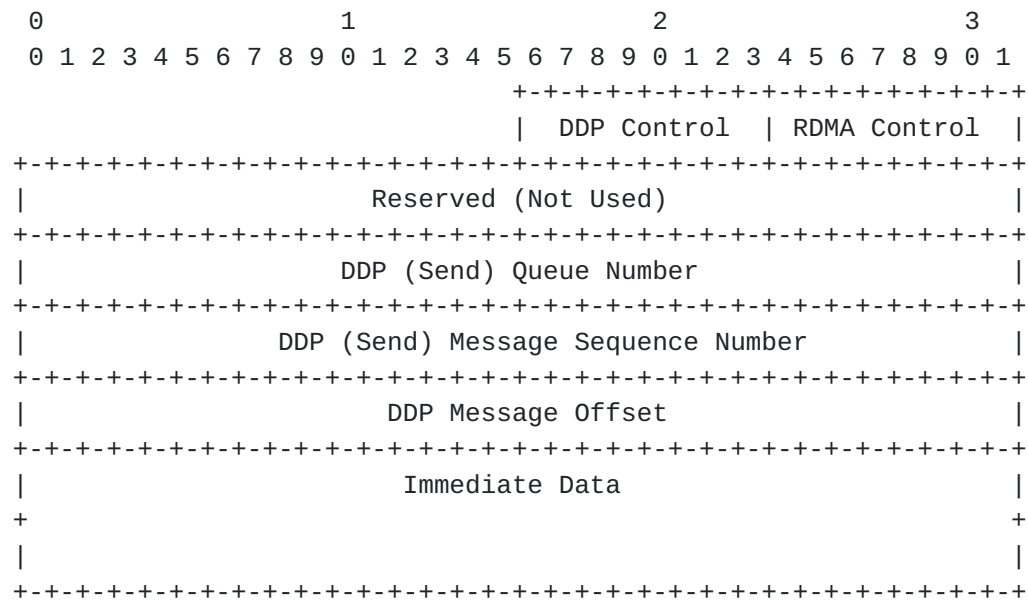 0                   1                   2                   3
 0 1 2 3 4 5 6 7 8 9 0 1 2 3 4 5 6 7 8 9 0 1 2 3 4 5 6 7 8 9 0 1
                                +-+-+-+-+-+-+-+-+-+-+-+-+-+-+-+-+
                                |  DDP Control  | RDMA Control  |
+-+-+-+-+-+-+-+-+-+-+-+-+-+-+-+-+-+-+-+-+-+-+-+-+-+-+-+-+-+-+-+-+
|                      Reserved (Not Used)                      |
+-+-+-+-+-+-+-+-+-+-+-+-+-+-+-+-+-+-+-+-+-+-+-+-+-+-+-+-+-+-+-+-+
|                    DDP (Send) Queue Number                    |
+-+-+-+-+-+-+-+-+-+-+-+-+-+-+-+-+-+-+-+-+-+-+-+-+-+-+-+-+-+-+-+-+
|                DDP (Send) Message Sequence Number             |
+-+-+-+-+-+-+-+-+-+-+-+-+-+-+-+-+-+-+-+-+-+-+-+-+-+-+-+-+-+-+-+-+
|                       DDP Message Offset                      |
+-+-+-+-+-+-+-+-+-+-+-+-+-+-+-+-+-+-+-+-+-+-+-+-+-+-+-+-+-+-+-+-+
|                        Immediate Data                         |
+                                                               +
|                                                               |
+-+-+-+-+-+-+-+-+-+-+-+-+-+-+-+-+-+-+-+-+-+-+-+-+-+-+-+-+-+-+-+-+